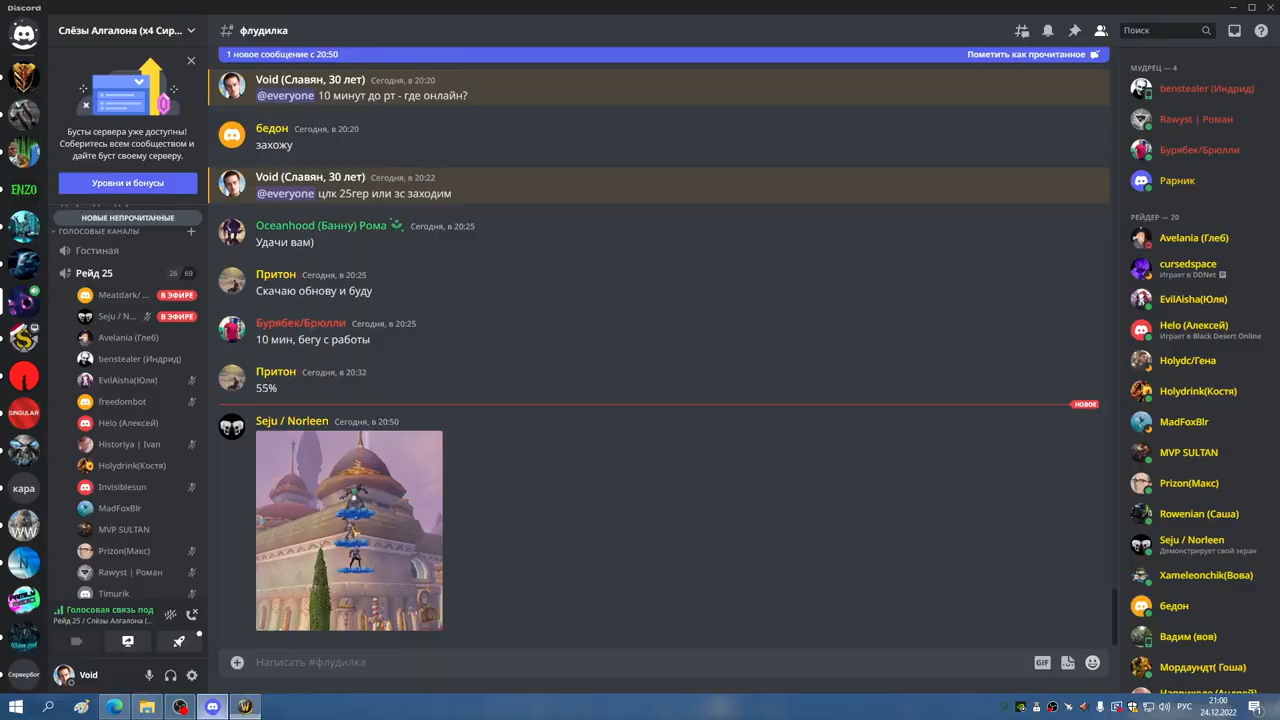 Discord
Слёзы Алгалона (x4 Сир...
Бусты сервера уже доступны!
Соберитесь всем сообществом и
дайте буст своему серверу.
Уровни и бонусы
НОВЫЕ НЕПРОЧИТАННЫЕ
ГОЛОСОВЫЕ КАНАЛЫ
Гостиная
Рейд 25 26 69
Meatdark/ ... В ЭФИРЕ
Seju / N... В ЭФИРЕ
Avelania (Глеб)
benstealer (Индрид)
EvilAisha(Юля)
freedombot
Helo (Алексей)
Historiya | Ivan
Holydrink(Костя)
Invisiblesun
MadFoxBlr
MVP SULTAN
Prizon(Макс)
Rawyst | Роман
Timurik
Голосовая связь под
Рейд 25 / Слёзы Алгалона (...
Void
ENZO
SINGULAR
кара
WW
Сервербот
флудилка
Поиск
1 новое сообщение с 20:50
Пометить как прочитанное
Void (Славян, 30 лет) Сегодня, в 20:20
@everyone 10 минут до рт - где онлайн?
бедон Сегодня, в 20:20
захожу
Void (Славян, 30 лет) Сегодня, в 20:22
@everyone цлк 25гер или зс заходим
Oceanhood (Банну) Рома Сегодня, в 20:25
Удачи вам)
Притон Сегодня, в 20:25
Скачаю обнову и буду
Бурябек/Брюлли Сегодня, в 20:25
10 мин, бегу с работы
Притон Сегодня, в 20:32
55%
НОВОЕ
Seju / Norleen Сегодня, в 20:50
Написать #флудилка
GIF
МУДРЕЦ — 4
benstealer (Индрид)
Rawyst | Роман
Бурябек/Брюлли
Рарник
РЕЙДЕР — 20
Avelania (Глеб)
cursedspace
Играет в DDNet
EvilAisha(Юля)
Helo (Алексей)
Играет в Black Desert Online
Holydc/Гена
Holydrink(Костя)
MadFoxBlr
MVP SULTAN
Prizon(Макс)
Rowenian (Саша)
Seju / Norleen
Демонстрирует свой экран
Xameleonchik(Вова)
бедон
Вадим (вов)
Мордаундт( Гоша)
РУС
21:00
24.12.2022
1